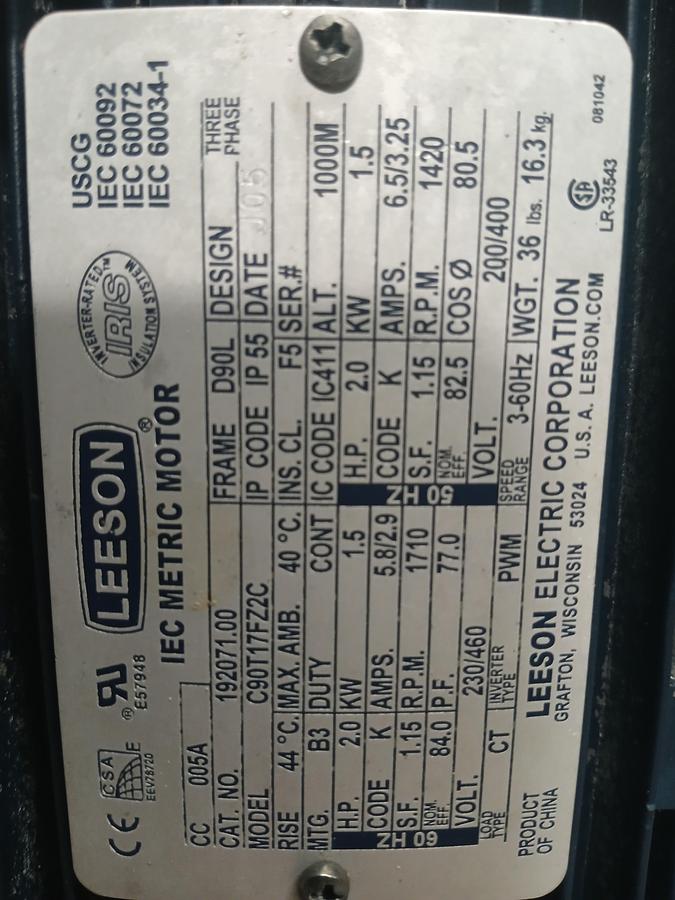 CE CSA E EEV78720
® RU E57948
LEESON ®
INVERTER-RATED™ IRIS INSULATION SYSTEM
USCG
IEC 60092
IEC 60072
IEC 60034-1
IEC METRIC MOTOR
CC 005A
CAT. NO. 192071.00 FRAME D90L DESIGN THREE PHASE
MODEL C90T17FZ2C IP CODE IP 55 DATE J05
RISE 44 °C. MAX. AMB. 40 °C. INS. CL. F5 SER.#
MTG. B3 DUTY CONT IC CODE IC411 ALT. 1000M
60 HZ H.P. 2.0 KW 1.5 50 HZ H.P. 2.0 KW 1.5
CODE K AMPS. 5.8/2.9 CODE K AMPS. 6.5/3.25
S.F. 1.15 R.P.M. 1710 S.F. 1.15 R.P.M. 1420
NOM. EFF. 84.0 P.F. 77.0 NOM. EFF. 82.5 COS Ø 80.5
VOLT. 230/460 VOLT. 200/400
LOAD TYPE CT INVERTER TYPE PWM SPEED RANGE 3-60Hz WGT. 36 lbs. 16.3 kg.
PRODUCT OF CHINA
LEESON ELECTRIC CORPORATION
GRAFTON, WISCONSIN 53024 U.S.A. LEESON.COM
LR-33543
081042